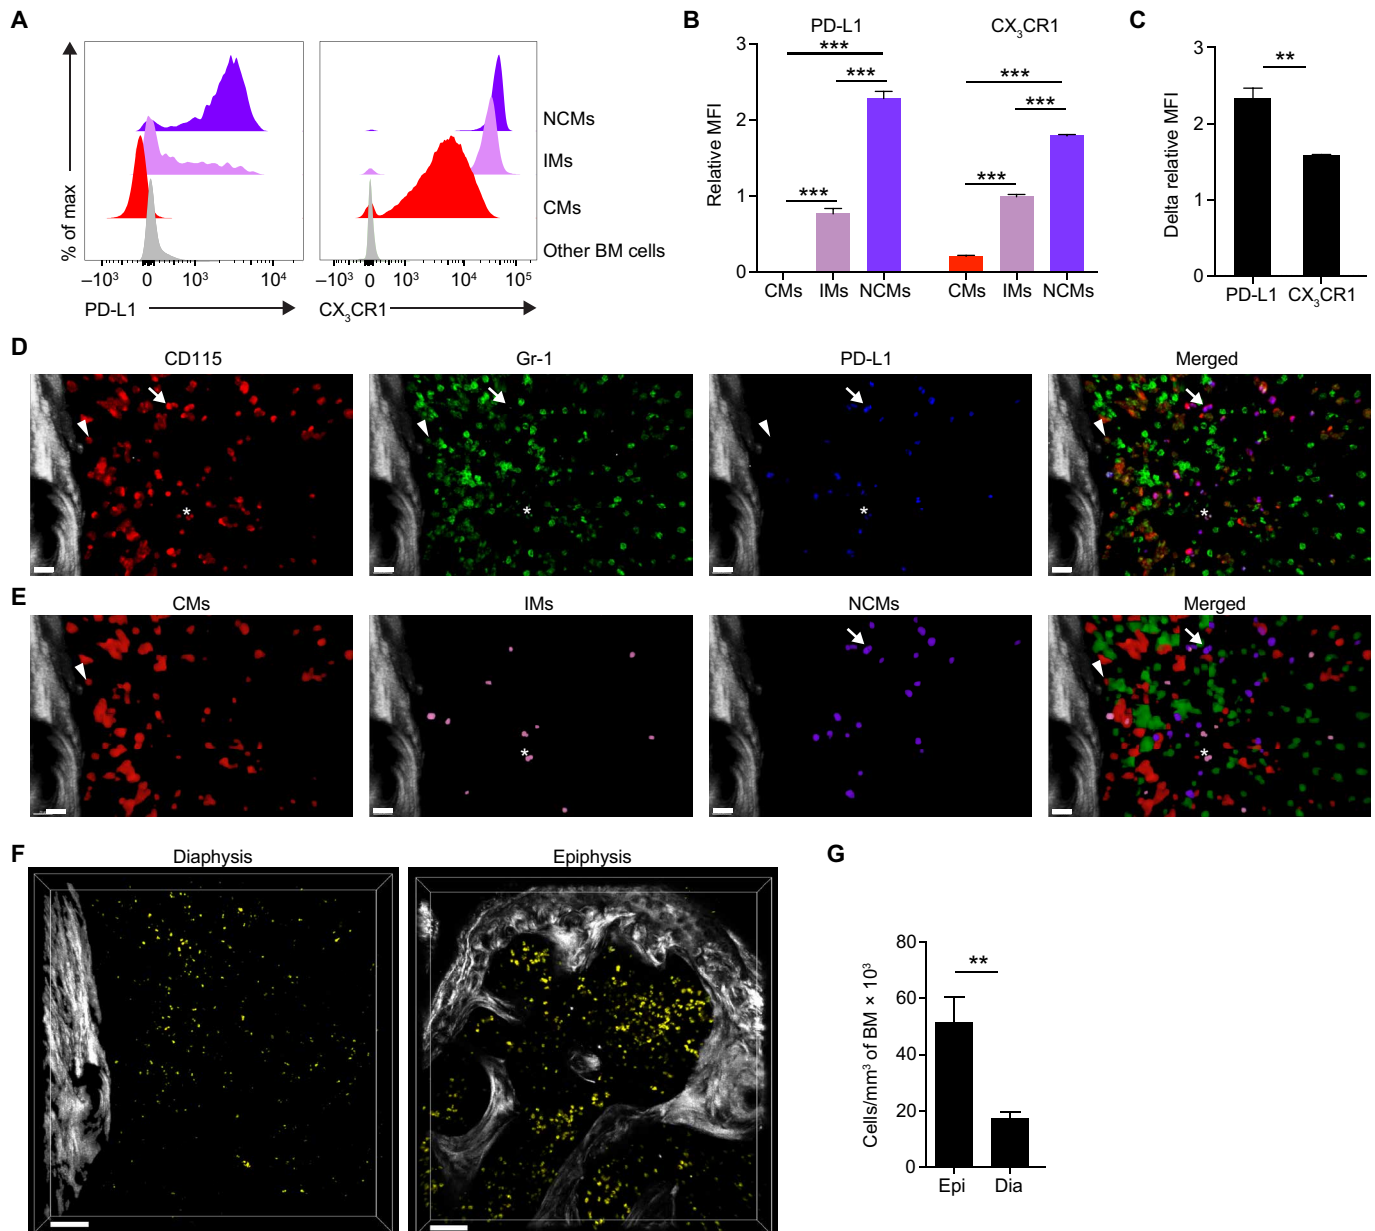 A
% of max
NCMs
IMs
CMs
Other BM cells
−10³ 0 10³ 10⁴
PD-L1
−10³ 0 10³ 10⁴ 10⁵
CX₃CR1
B
PD-L1 CX₃CR1
Relative MFI
3
2
1
0
*** *** ***
*** *** ***
CMs IMs NCMs CMs IMs NCMs
C
Delta relative MFI
3
2
1
0
**
PD-L1 CX₃CR1
D
CD115 Gr-1 PD-L1 Merged
* * * *
E
CMs IMs NCMs Merged
* *
F
Diaphysis Epiphysis
G
Cells/mm³ of BM × 10³
80
60
40
20
0
**
Epi Dia